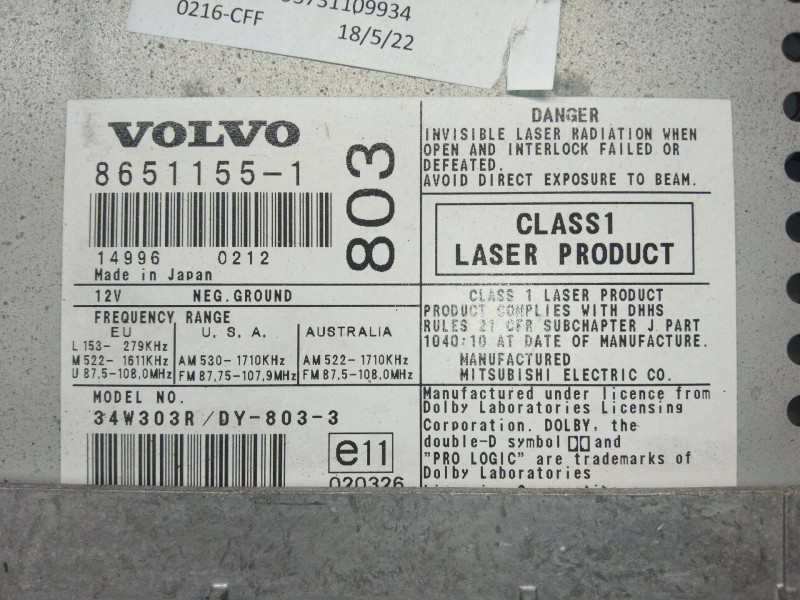 0216-CFF
18/5/22
VOLVO
8651155-1
803
14996 0212
Made in Japan
12V NEG.GROUND
FREQUENCY RANGE
EU
L 153- 279KHz
M 522-1611KHz
U 87,5-108,0MHz
U. S. A.
AM 530-1710KHz
FM 87,75-107,9MHz
AUSTRALIA
AM 522-1710KHz
FM 87,5-108,0MHz
MODEL NO.
34W303R/DY-803-3
e11
020326
DANGER
INVISIBLE LASER RADIATION WHEN
OPEN AND INTERLOCK FAILED OR
DEFEATED.
AVOID DIRECT EXPOSURE TO BEAM.
CLASS1
LASER PRODUCT
CLASS 1 LASER PRODUCT
PRODUCT COMPLIES WITH DHHS
RULES 21 CFR SUBCHAPTER J PART
1040:10 AT DATE OF MANUFACTURE.
MANUFACTURED
MITSUBISHI ELECTRIC CO.
Manufactured under licence from
Dolby Laboratories Licensing
Corporation. DOLBY, the
double-D symbol and
"PRO LOGIC" are trademarks of
Dolby Laboratories